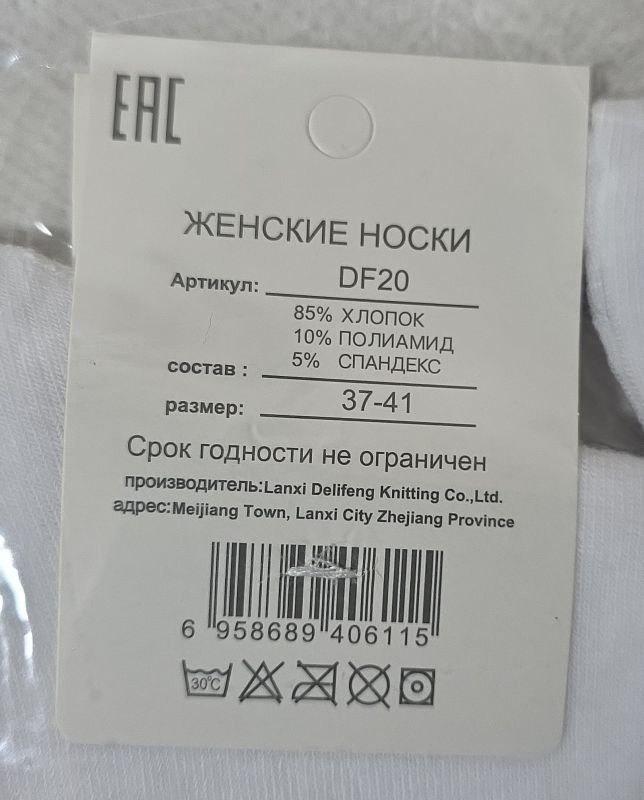 EAC
ЖЕНСКИЕ НОСКИ
Артикул: DF20
85% ХЛОПОК
10% ПОЛИАМИД
состав : 5% СПАНДЕКС
размер: 37-41
Срок годности не ограничен
производитель:Lanxi Delifeng Knitting Co.,Ltd.
адрес:Meijiang Town, Lanxi City Zhejiang Province
6 958689 406115
30°C